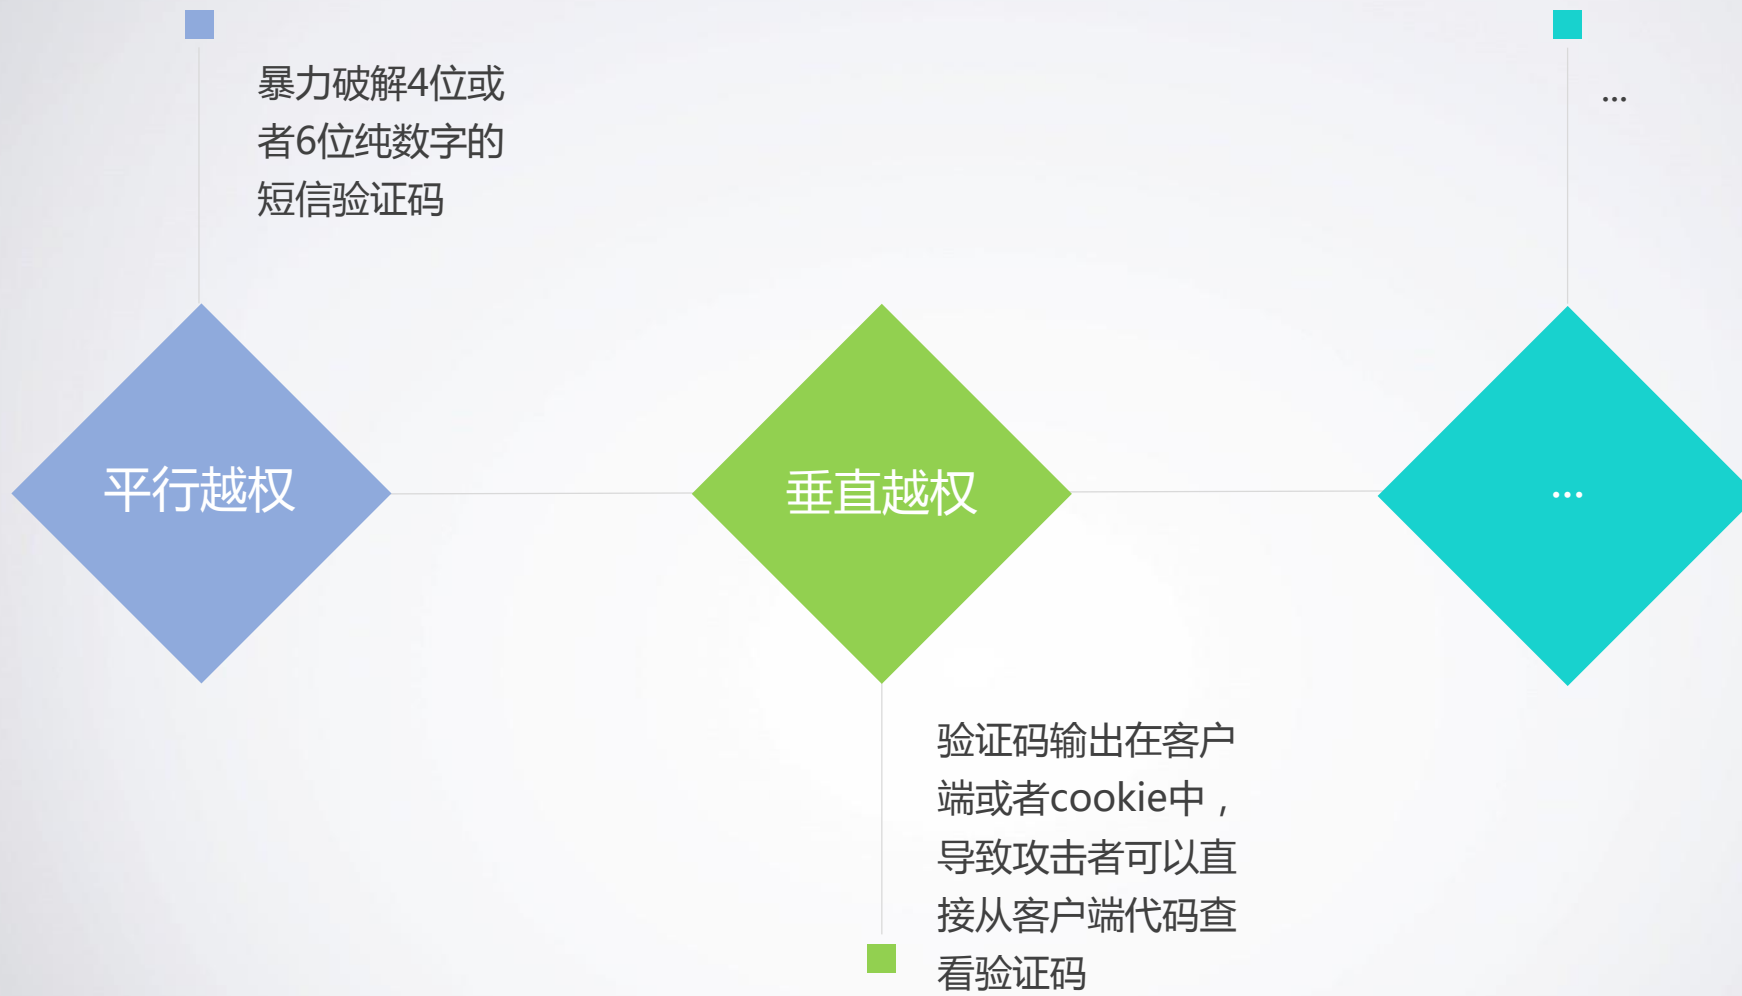 暴力破解4位或
者6位纯数字的
短信验证码
...
平行越权
垂直越权
...
验证码输出在客户
端或者cookie中，
导致攻击者可以直
接从客户端代码查
看验证码